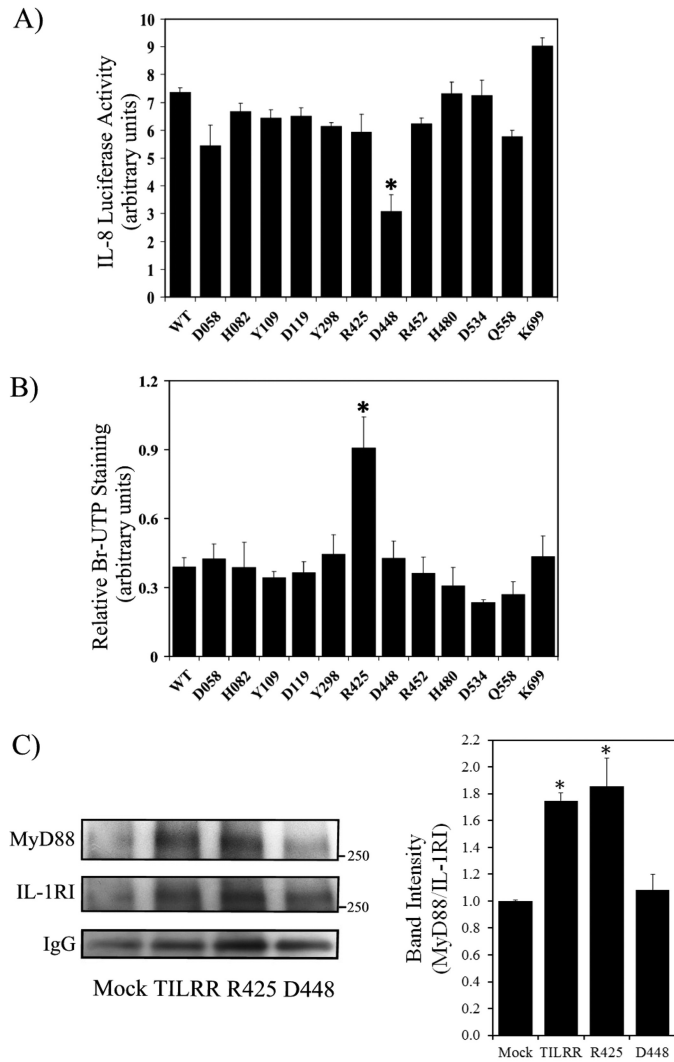 A)
IL-8 Luciferase Activity
(arbitrary units)
10
9
8
7
6
5
4
3
2
1
0
*
WT D058 H082 Y109 D119 Y298 R425 D448 R452 H480 D534 Q558 K699
B)
Relative Br-UTP Staining
(arbitrary units)
1.2
0.9
0.6
0.3
0
*
WT D058 H082 Y109 D119 Y298 R425 D448 R452 H480 D534 Q558 K699
C)
MyD88
-250
IL-1RI
-250
IgG
Mock TILRR R425 D448
Band Intensity
(MyD88/IL-1RI)
2.2
2.0
1.8
1.6
1.4
1.2
1.0
0.8
0.6
0.4
0.2
0.0
* *
Mock TILRR R425 D448